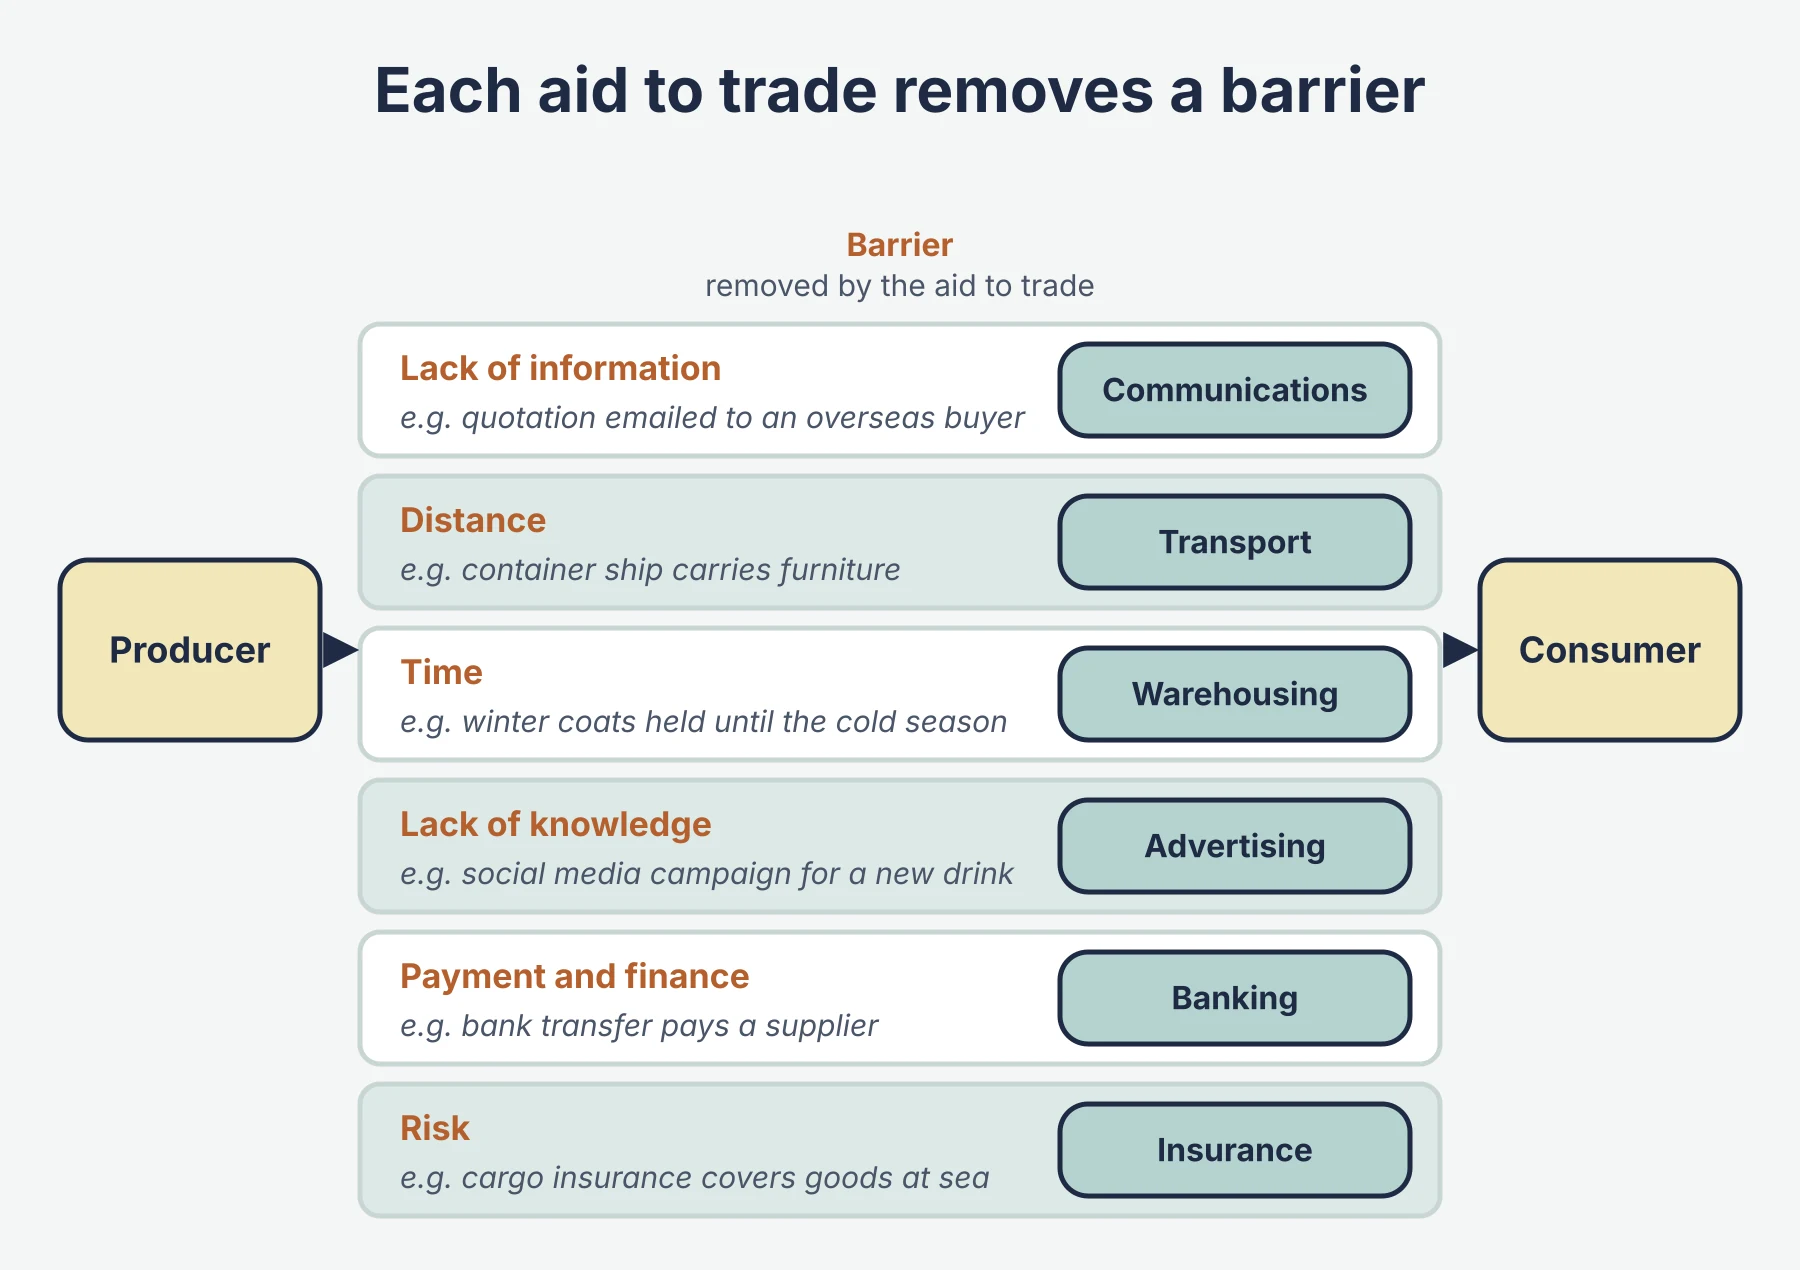 Each aid to trade removes a barrier
Barrier
removed by the aid to trade
Lack of information
e.g. quotation emailed to an overseas buyer
Communications
Distance
e.g. container ship carries furniture
Transport
Producer
Time
e.g. winter coats held until the cold season
Warehousing
Consumer
Lack of knowledge
e.g. social media campaign for a new drink
Advertising
Payment and finance
e.g. bank transfer pays a supplier
Banking
Risk
e.g. cargo insurance covers goods at sea
Insurance